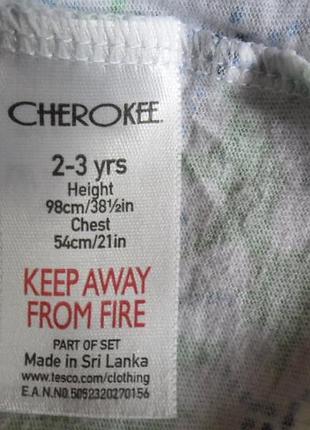 CHEROKEE.
2-3 yrs
Height
98cm/38½in
Chest
54cm/21in
KEEP AWAY
FROM FIRE
PART OF SET
Made in Sri Lanka
www.tesco.com/clothing
E.A.N.NO.5052320270156